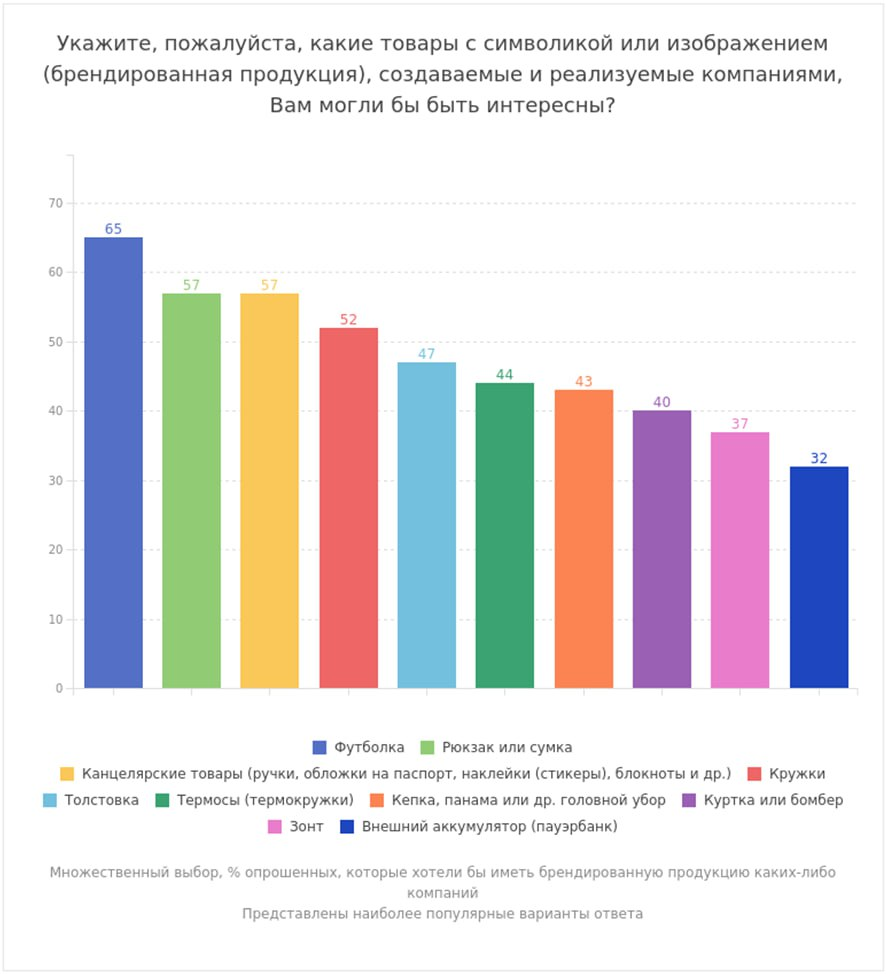 Укажите, пожалуйста, какие товары с символикой или изображением
(брендированная продукция), создаваемые и реализуемые компаниями,
Вам могли бы быть интересны?
70
60
50
40
30
20
10
0
65
57
57
52
47
44
43
40
37
32
Футболка Рюкзак или сумка
Канцелярские товары (ручки, обложки на паспорт, наклейки (стикеры), блокноты и др.) Кружки
Толстовка Термосы (термокружки) Кепка, панама или др. головной убор Куртка или бомбер
Зонт Внешний аккумулятор (пауэрбанк)
Множественный выбор, % опрошенных, которые хотели бы иметь брендированную продукцию каких-либо
компаний
Представлены наиболее популярные варианты ответа